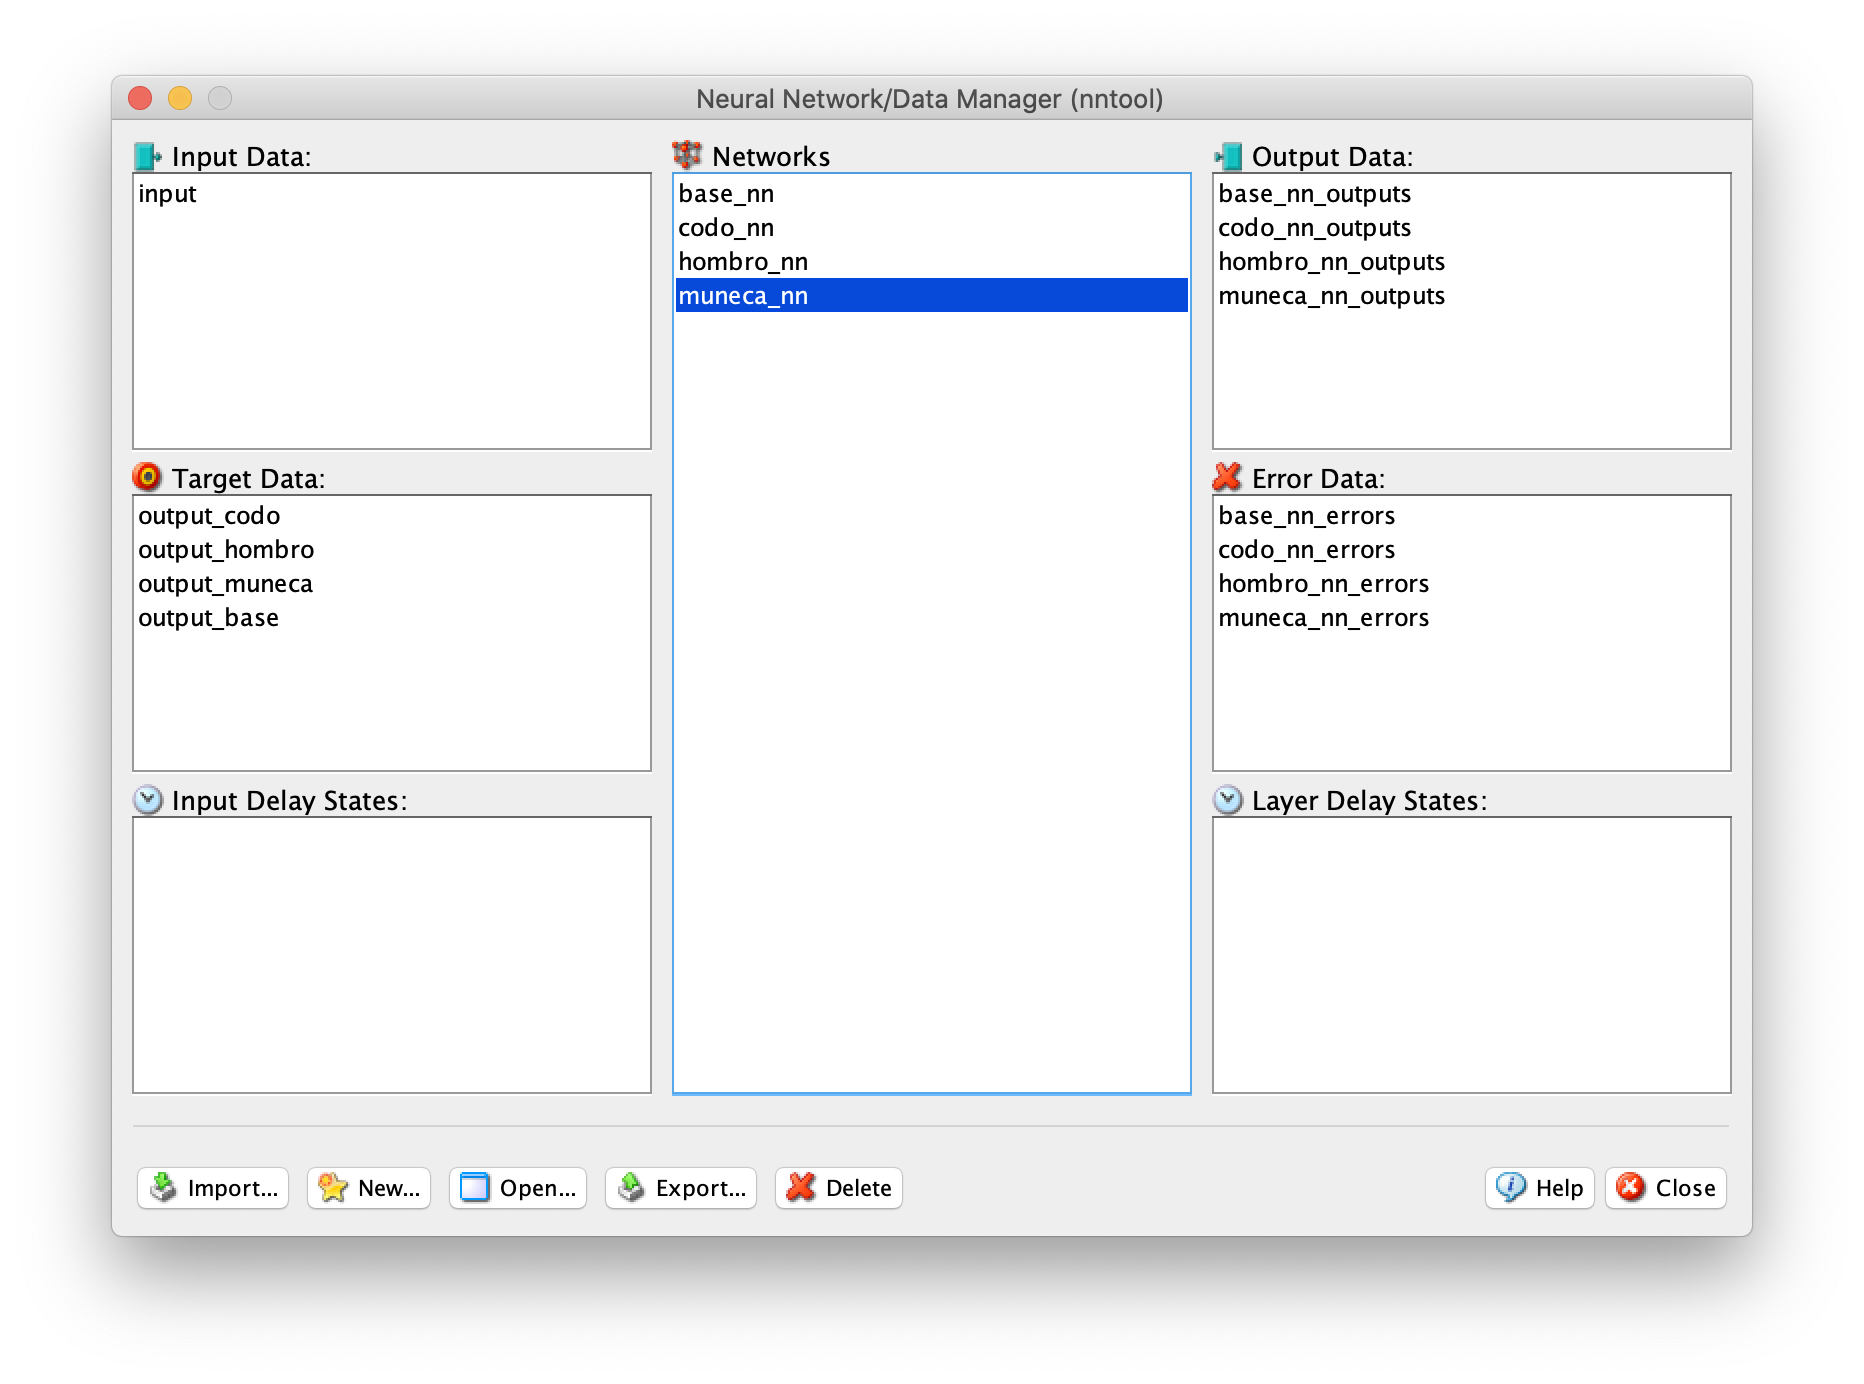 Neural Network/Data Manager (nntool)
Input Data:
input
Target Data:
output_codo
output_hombro
output_muneca
output_base
Input Delay States:
Networks
base_nn
codo_nn
hombro_nn
muneca_nn
Output Data:
base_nn_outputs
codo_nn_outputs
hombro_nn_outputs
muneca_nn_outputs
Error Data:
base_nn_errors
codo_nn_errors
hombro_nn_errors
muneca_nn_errors
Layer Delay States:
Import... New... Open... Export... Delete Help Close